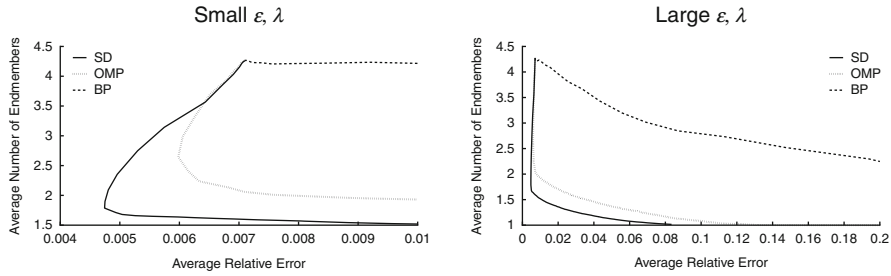 Small ε, λ
Average Number of Endmembers
4.5
4
3.5
3
2.5
2
1.5
0.004
0.005
0.006
0.007
0.008
0.009
0.01
Average Relative Error
SD
OMP
BP
Large ε, λ
Average Number of Endmembers
4.5
4
3.5
3
2.5
2
1.5
1
0
0.02
0.04
0.06
0.08
0.1
0.12
0.14
0.16
0.18
0.2
Average Relative Error
SD
OMP
BP